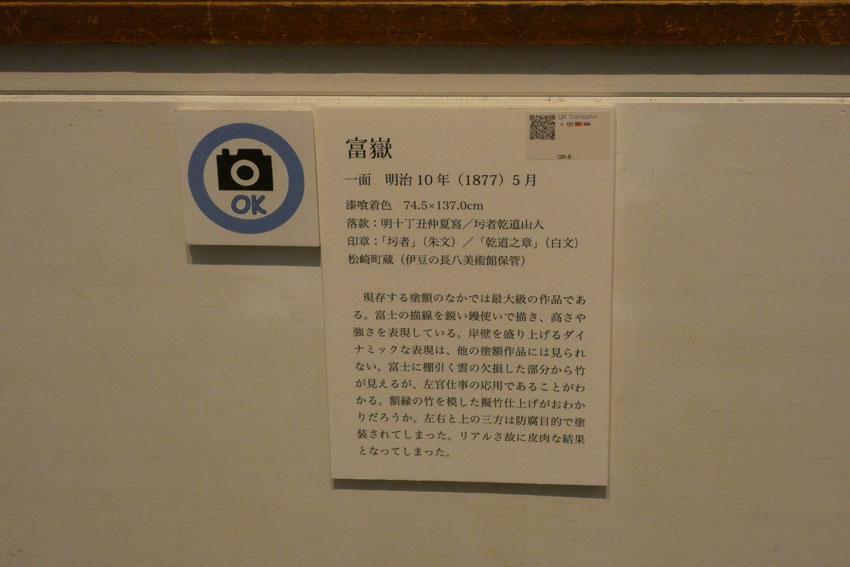 OK
QR Translator
QR-8
富嶽
一面　明治10年（1877）5月
漆喰着色　74.5×137.0cm
落款：明十丁丑仲夏寫／圬者乾道山人
印章：「圬者」（朱文）／「乾道之章」（白文）
松崎町蔵（伊豆の長八美術館保管）
現存する塗額のなかでは最大級の作品であ
る。富士の描線を鋭い鏝使いで描き、高さや
強さを表現している。岸壁を盛り上げるダイ
ナミックな表現は、他の塗額作品には見られ
ない。富士に棚引く雲の欠損した部分から竹
が見えるが、左官仕事の応用であることがわ
かる。額縁の竹を模した擬竹仕上げがおわか
りだろうか。左右と上の三方は防腐目的で塗
装されてしまった。リアルさ故に皮肉な結果
となってしまった。